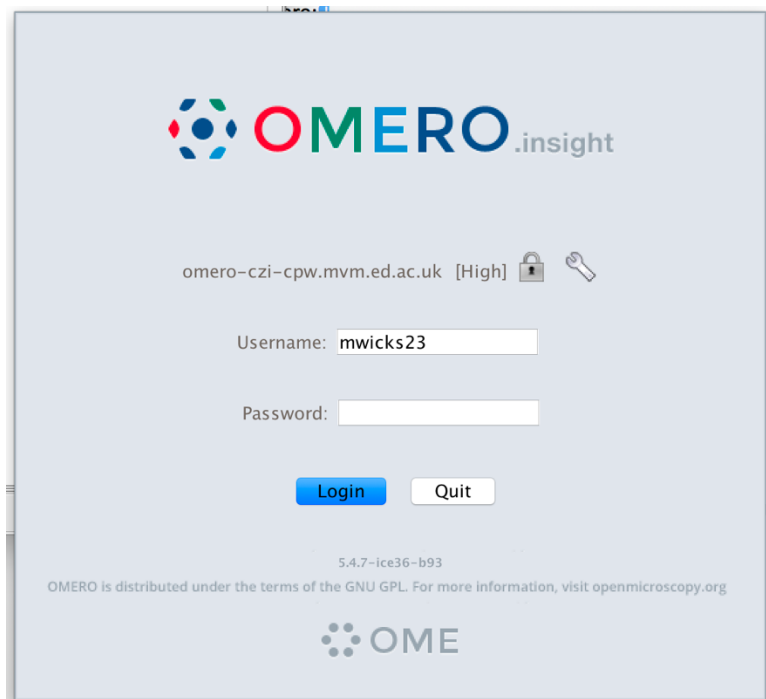 OMERO.insight
omero-czi-cpw.mvm.ed.ac.uk [High]
Username: mwicks23
Password:
Login Quit
5.4.7-ice36-b93
OMERO is distributed under the terms of the GNU GPL. For more information, visit openmicroscopy.org
OME